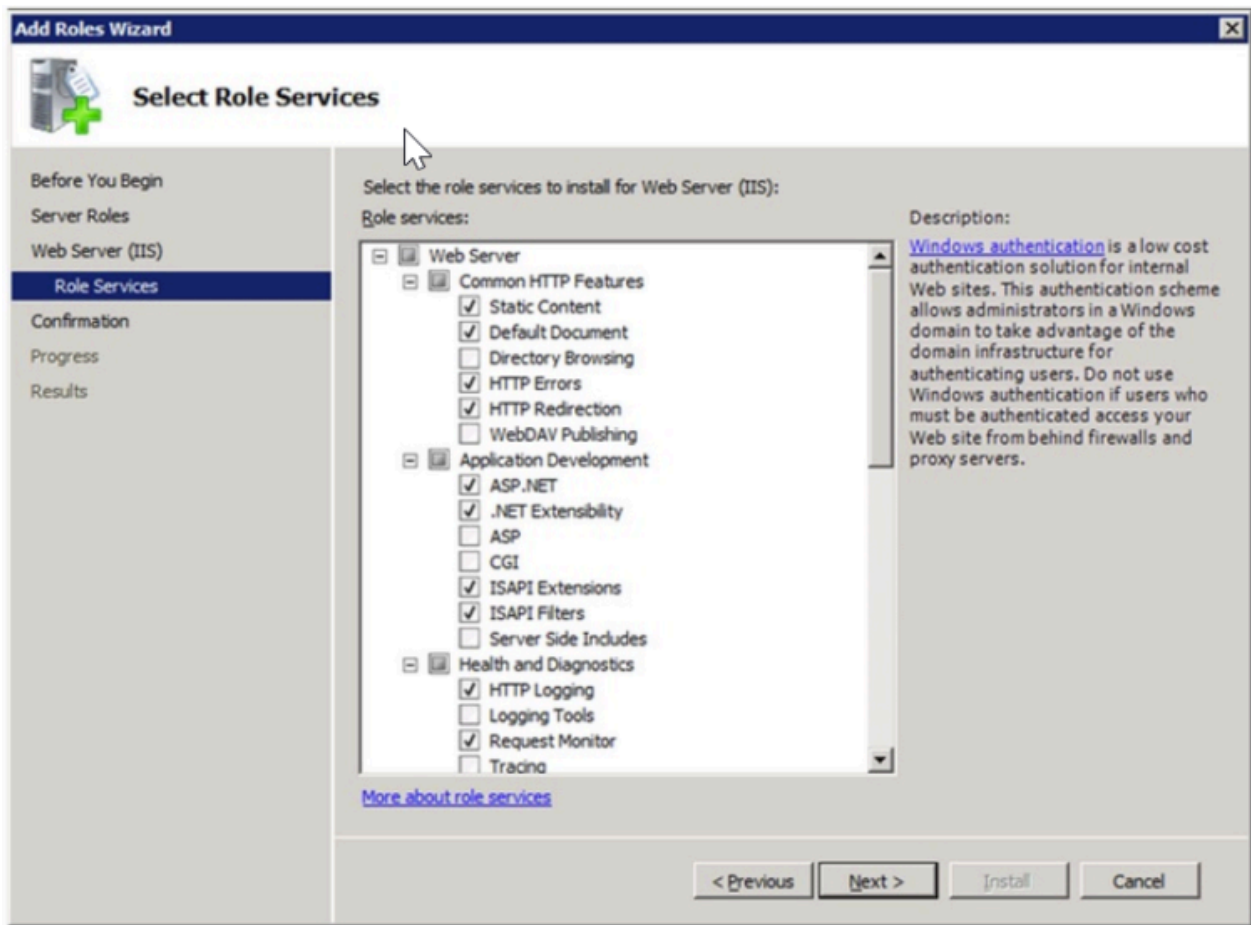 Add Roles Wizard
Select Role Services
Before You Begin
Server Roles
Web Server (IIS)
Role Services
Confirmation
Progress
Results
Select the role services to install for Web Server (IIS):
Role services:
Web Server
Common HTTP Features
Static Content
Default Document
Directory Browsing
HTTP Errors
HTTP Redirection
WebDAV Publishing
Application Development
ASP.NET
.NET Extensibility
ASP
CGI
ISAPI Extensions
ISAPI Filters
Server Side Includes
Health and Diagnostics
HTTP Logging
Logging Tools
Request Monitor
Tracing
More about role services
Description:
Windows authentication is a low cost
authentication solution for internal
Web sites. This authentication scheme
allows administrators in a Windows
domain to take advantage of the
domain infrastructure for
authenticating users. Do not use
Windows authentication if users who
must be authenticated access your
Web site from behind firewalls and
proxy servers.
< Previous
Next >
Install
Cancel